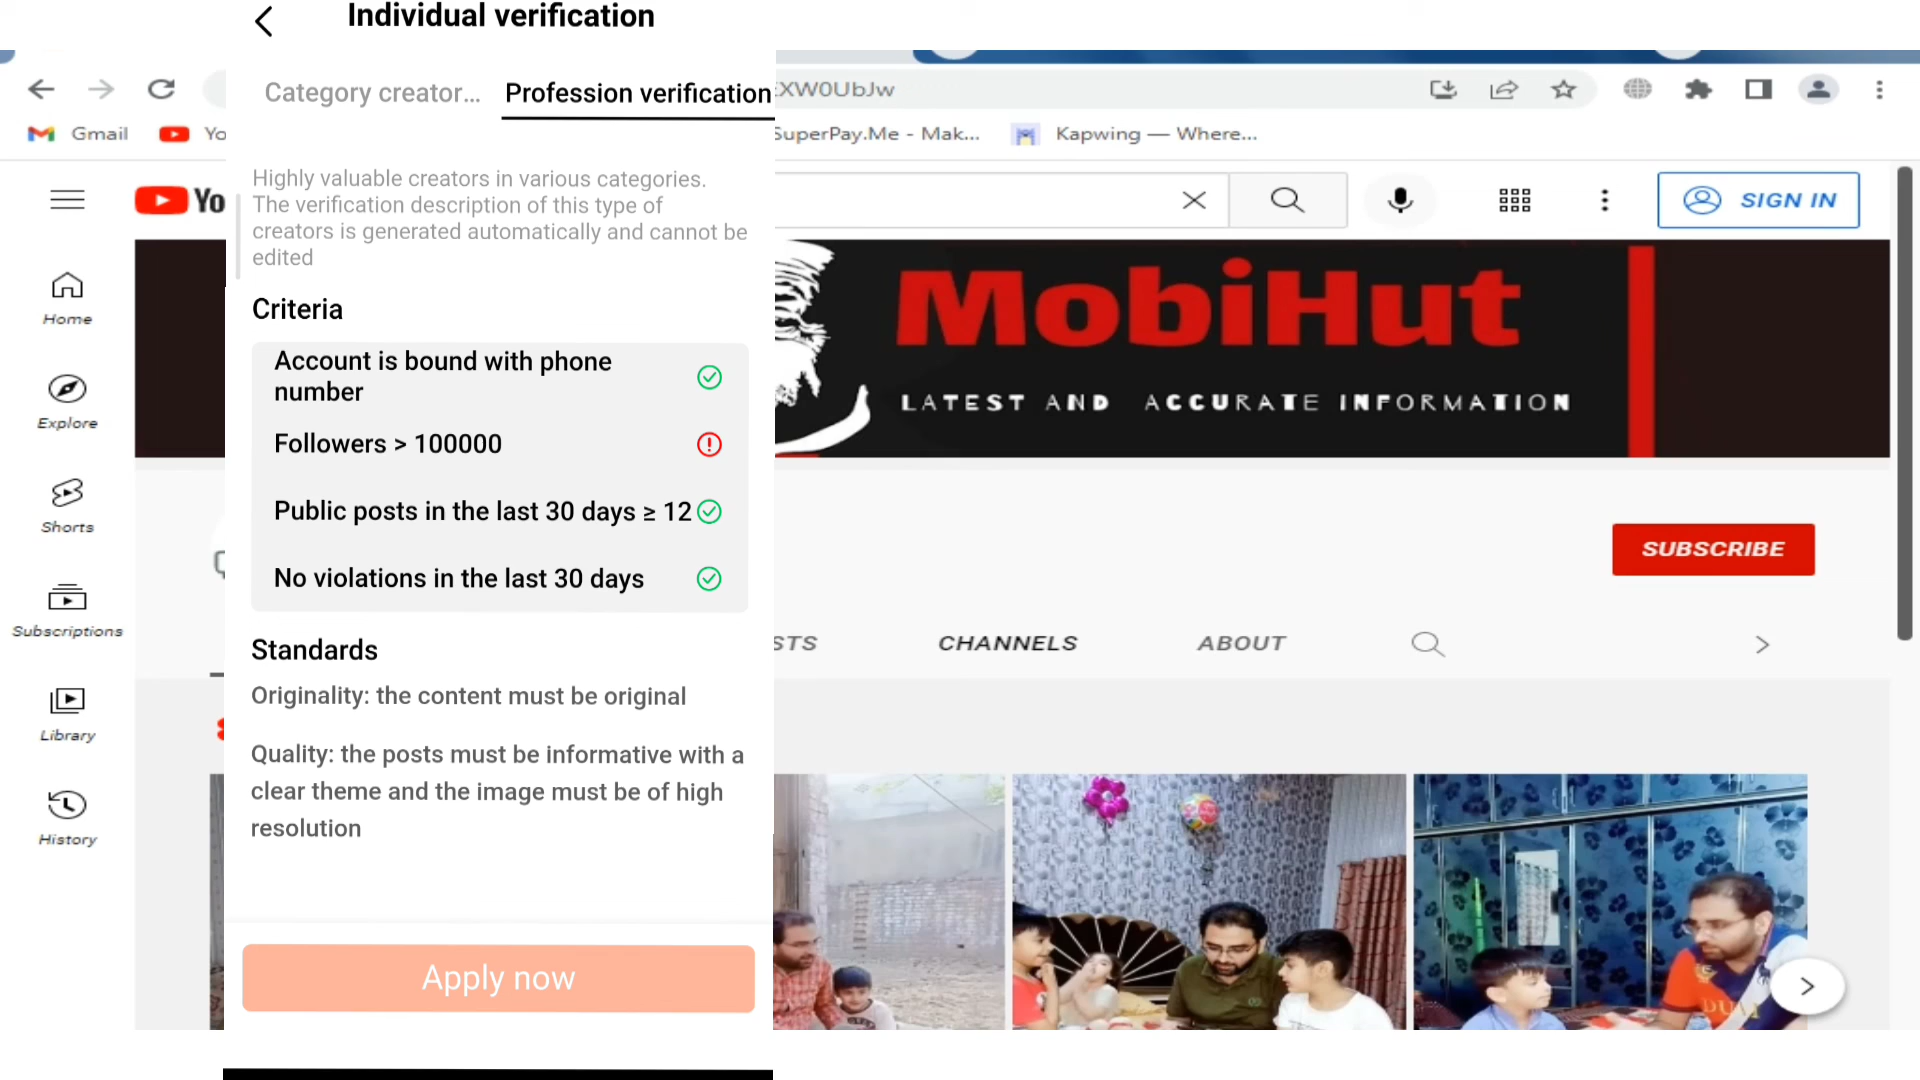 Individual verification
Category creator...
Profession verification
XW0UbJw
Gmail
Yo
SuperPay.Me - Mak...
Kapwing — Where...
Highly valuable creators in various categories.
The verification description of this type of
creators is generated automatically and cannot be
edited
Criteria
Account is bound with phone
number
Followers > 100000
Public posts in the last 30 days ≥ 12
No violations in the last 30 days
Standards
Originality: the content must be original
Quality: the posts must be informative with a
clear theme and the image must be of high
resolution
Apply now
Yo
SIGN IN
Home
Explore
Shorts
Subscriptions
Library
History
MobiHut
LATEST AND ACCURATE INFORMATION
SUBSCRIBE
STS
CHANNELS
ABOUT